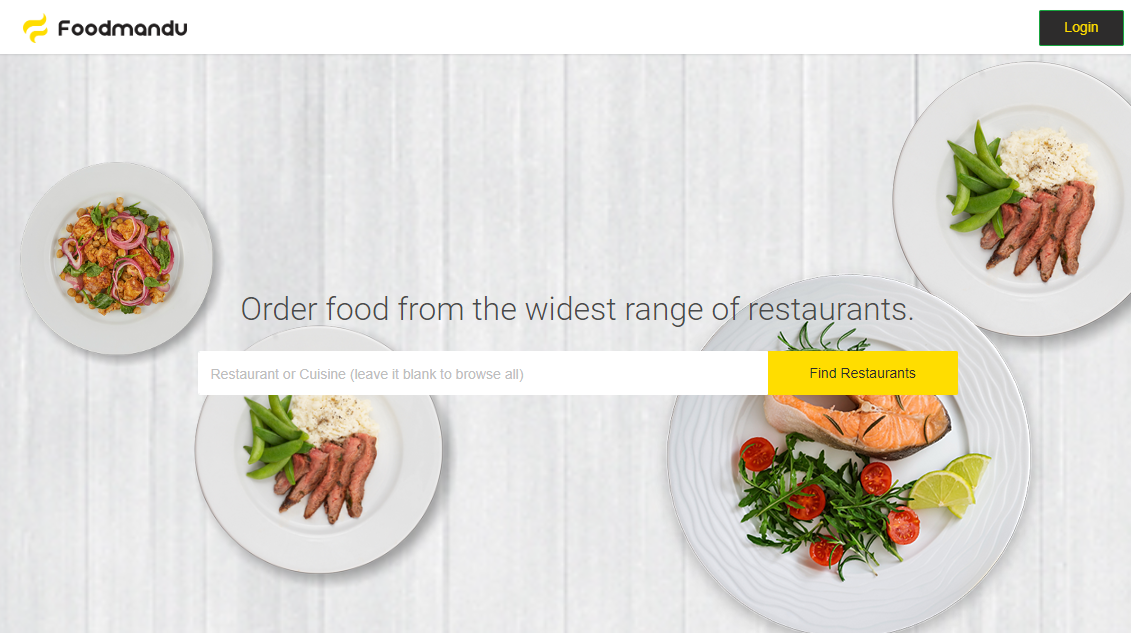 Foodmandu
Login
Order food from the widest range of restaurants.
Restaurant or Cuisine (leave it blank to browse all)
Find Restaurants